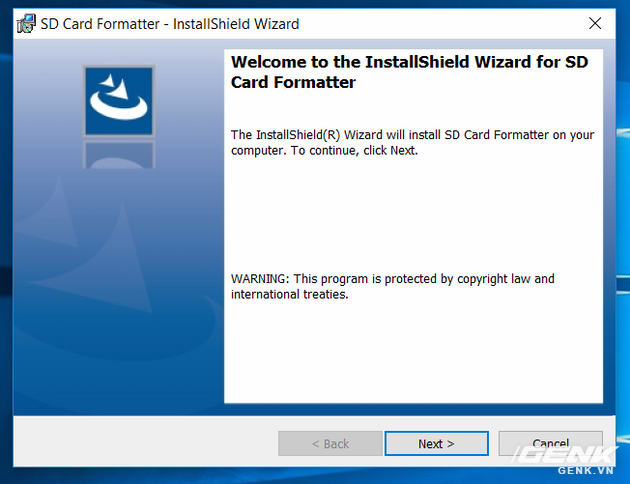 SD Card Formatter - InstallShield Wizard
Welcome to the InstallShield Wizard for SD
Card Formatter
The InstallShield(R) Wizard will install SD Card Formatter on your
computer. To continue, click Next.
WARNING: This program is protected by copyright law and
international treaties.
< Back
Next >
Cancel
GENK
GENK.VN